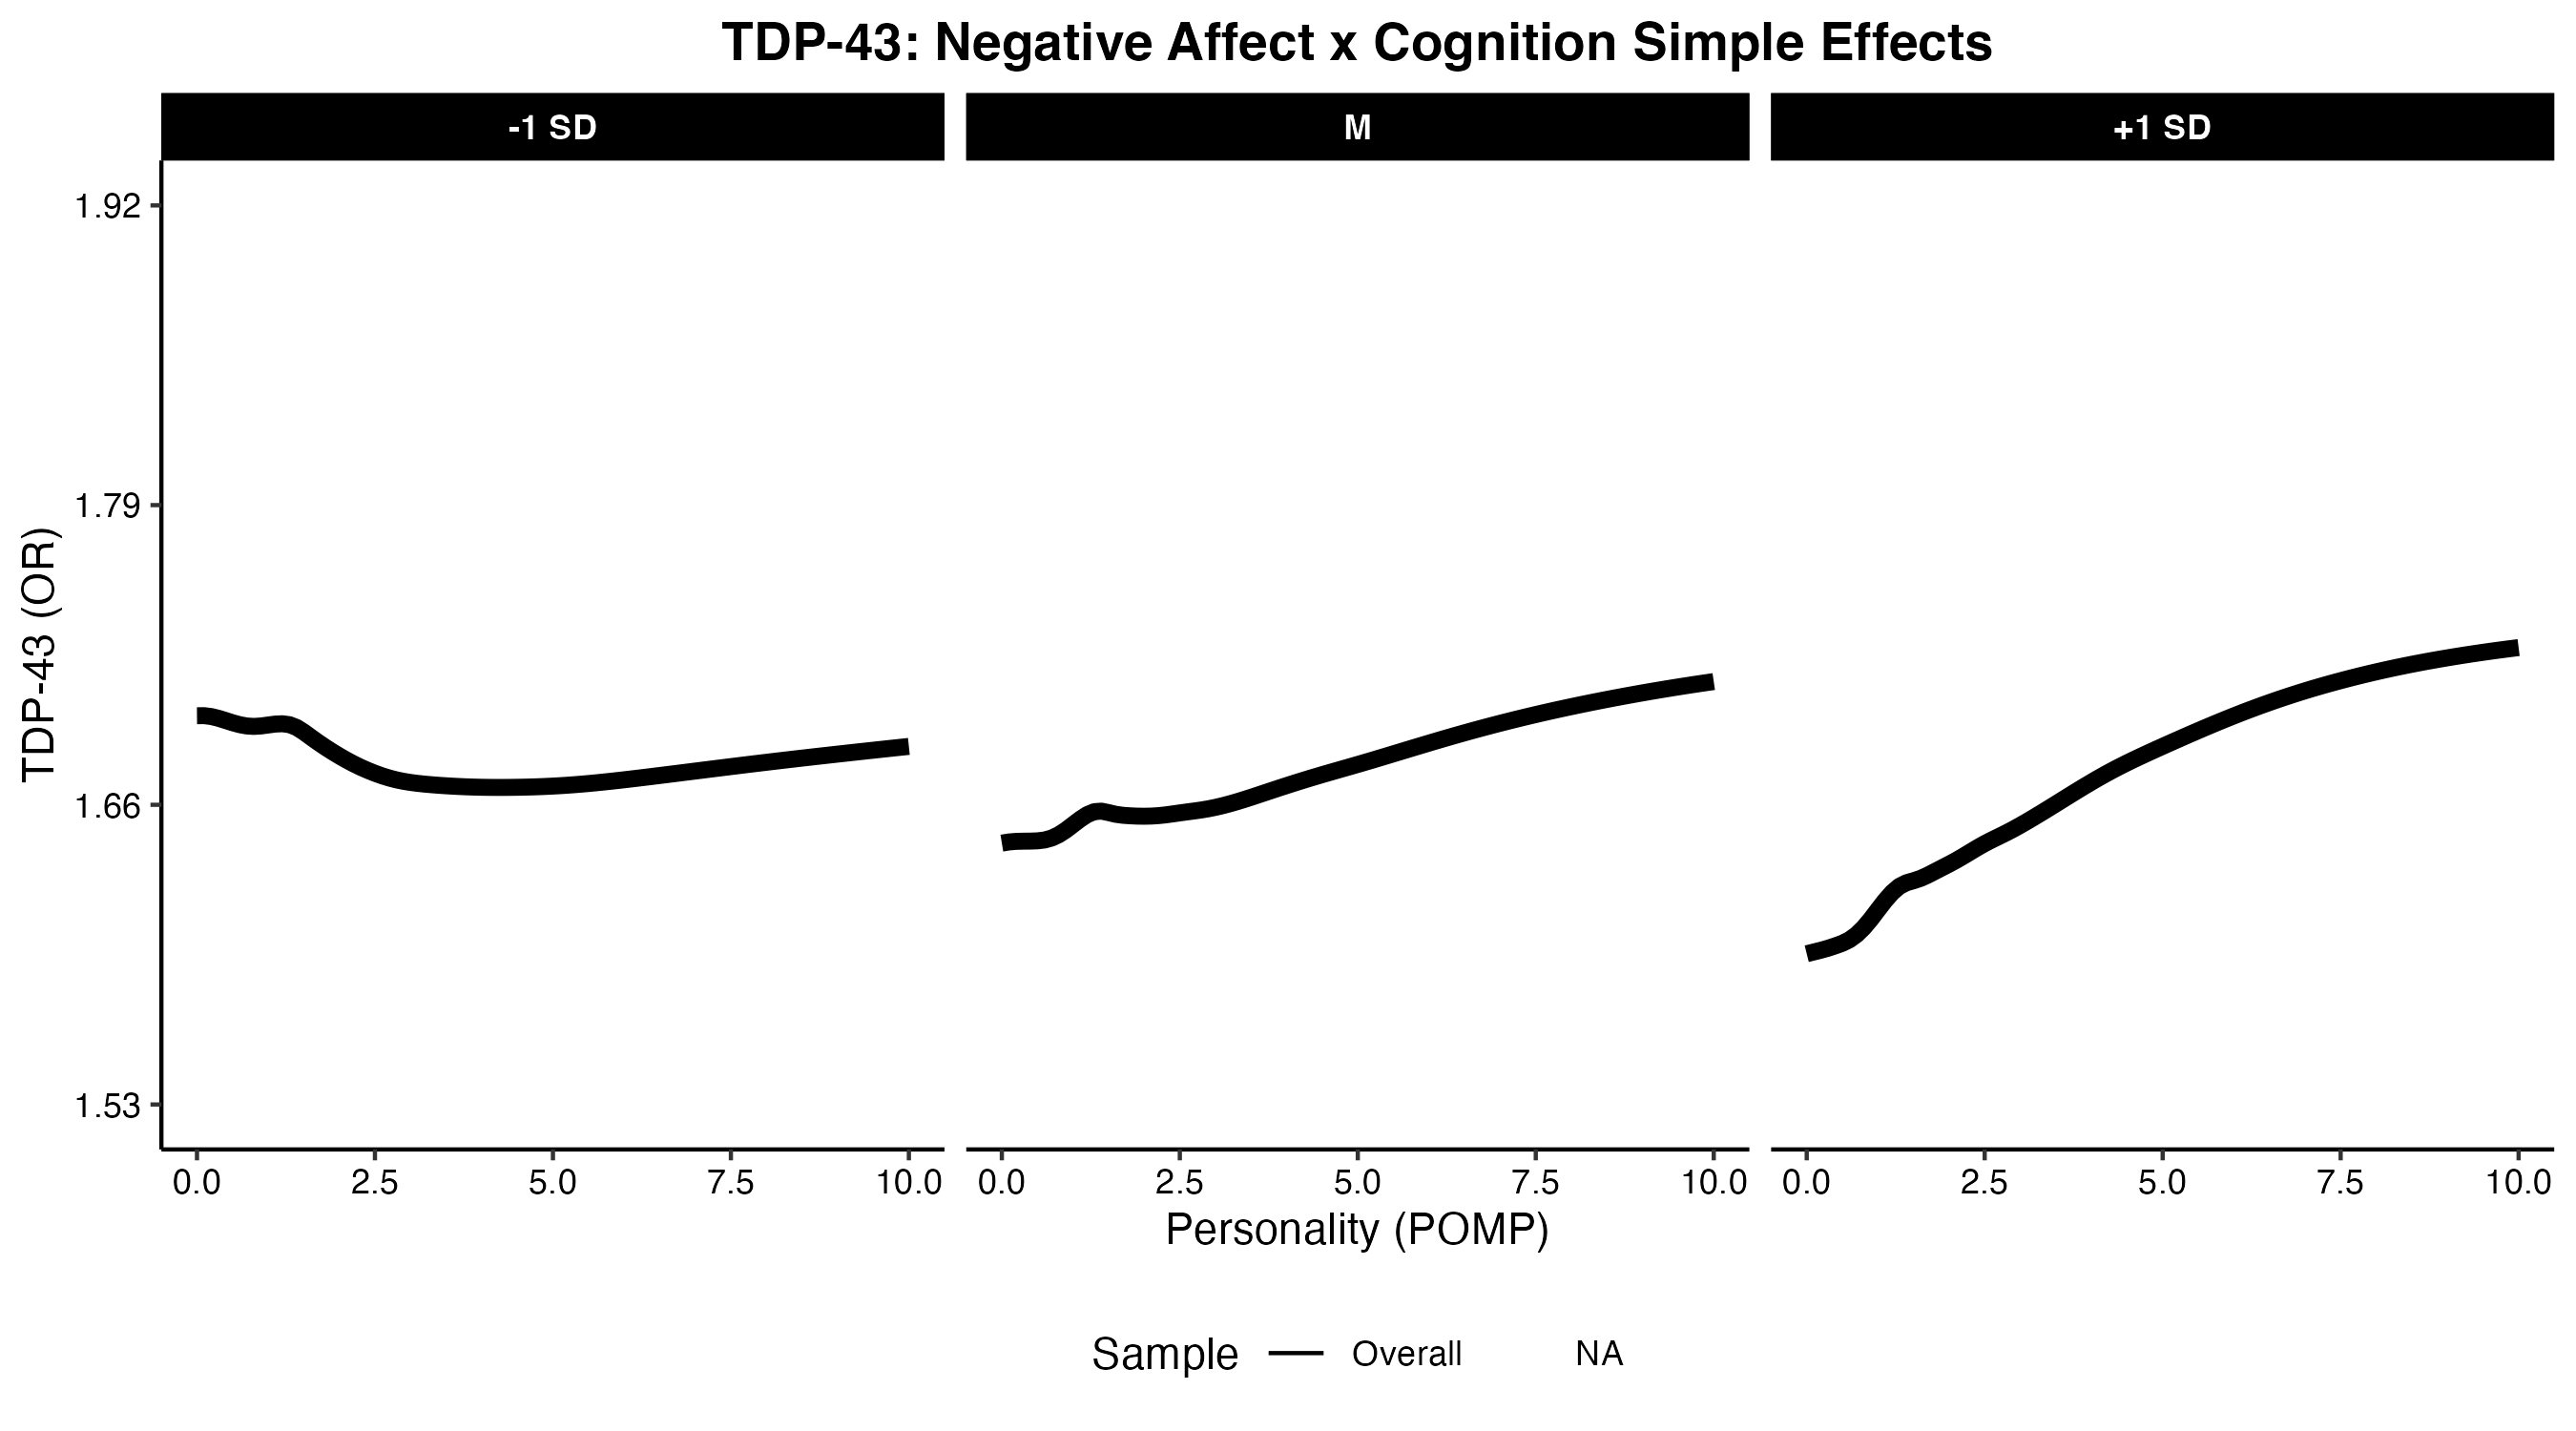 TDP-43: Negative Affect x Cognition Simple Effects
-1 SD
M
+1 SD
TDP-43 (OR)
1.92
1.79
1.66
1.53
0.0 2.5 5.0 7.5 10.0
0.0 2.5 5.0 7.5 10.0
0.0 2.5 5.0 7.5 10.0
Personality (POMP)
Sample Overall NA